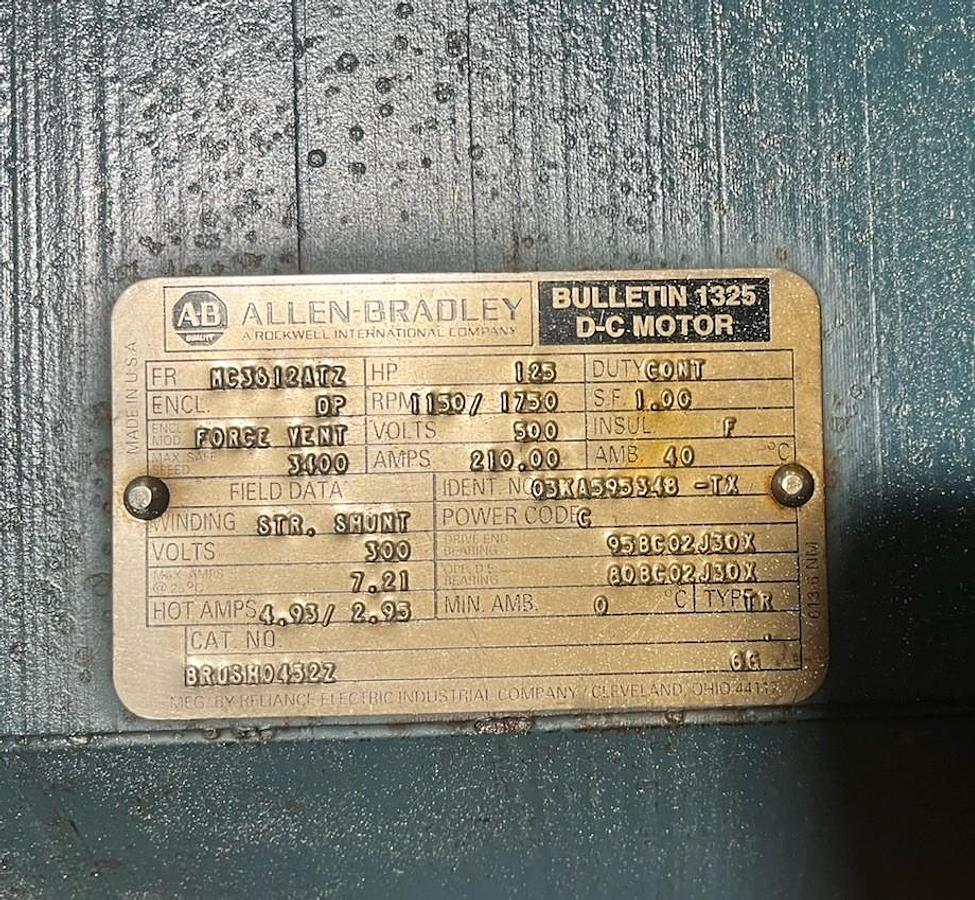 AB ALLEN-BRADLEY
QUALITY A ROCKWELL INTERNATIONAL COMPANY
BULLETIN 1325
D-C MOTOR
MADE IN U.S.A.
FR MC3612ATZ HP 125 DUTY CONT
ENCL. DP RPM 1150/ 1750 S.F. 1.00
ENCL. MOD. FORCE VENT VOLTS 500 INSUL F
MAX. SAFE SPEED 3400 AMPS 210.00 AMB. 40 °C
FIELD DATA IDENT. NO. 03KA595348 -TX
WINDING STR. SHUNT POWER CODE C
VOLTS 300 DRIVE END BEARING 95BC02J30X
MAX. AMPS @ 25°C 7.21 OPP. D.E. BEARING 80BC02J30X
HOT AMPS 4.93/ 2.95 MIN. AMB. 0 °C TYPE TR
CAT. NO.
BRUSH0452Z 6G
MFG. BY RELIANCE ELECTRIC INDUSTRIAL COMPANY / CLEVELAND, OHIO 44117